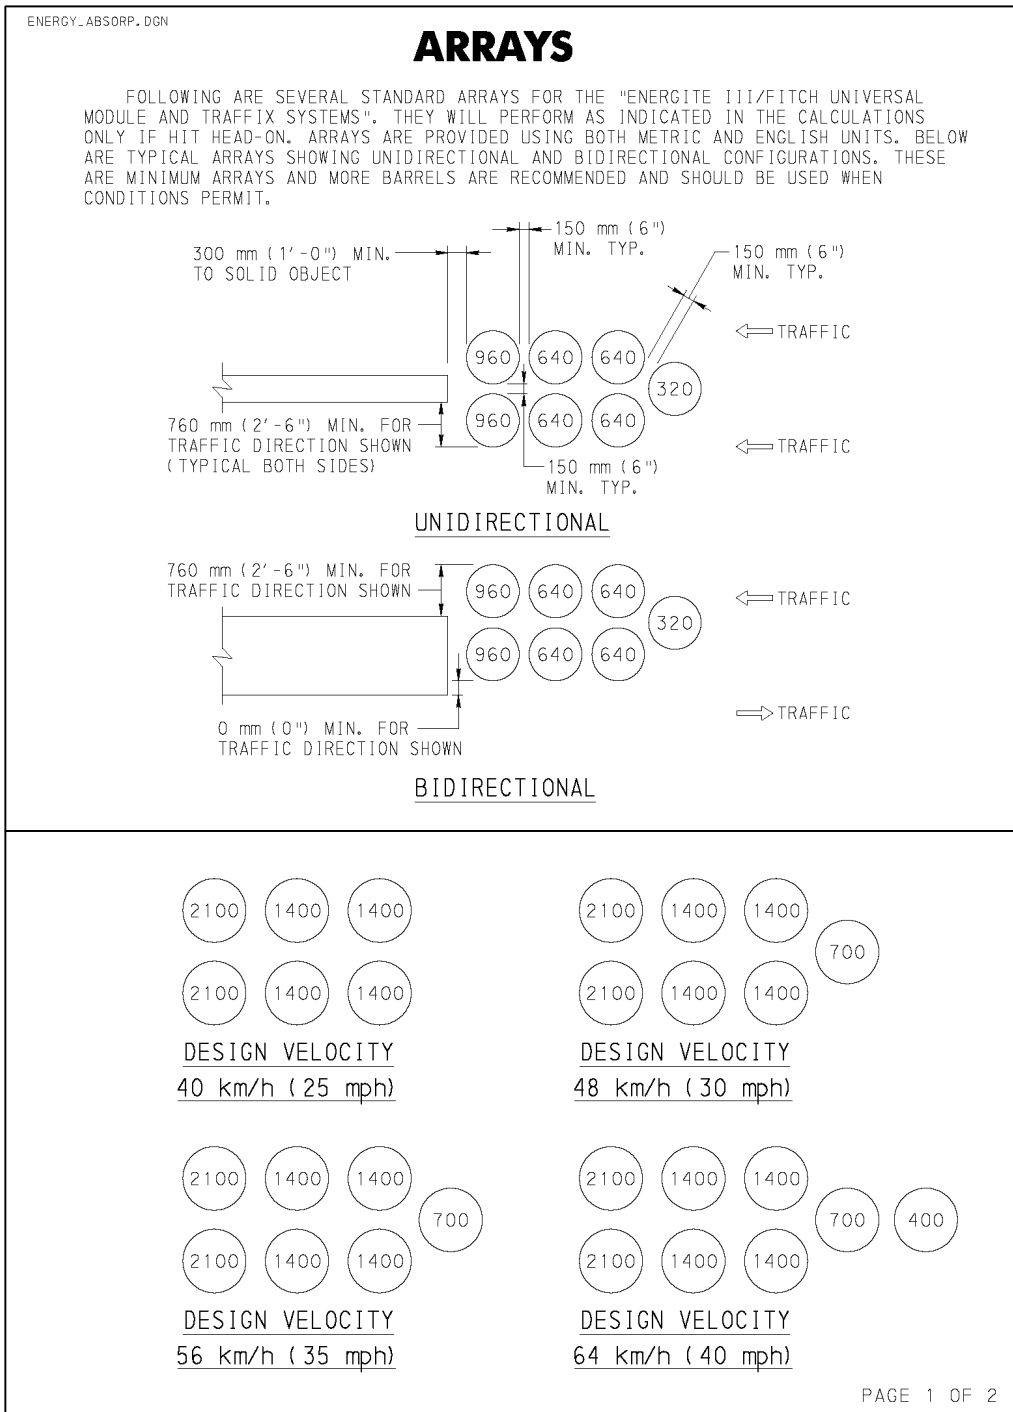 ENERGY_ABSORP.DGN
ARRAYS
FOLLOWING ARE SEVERAL STANDARD ARRAYS FOR THE "ENERGITE III/FITCH UNIVERSAL
MODULE AND TRAFFIX SYSTEMS". THEY WILL PERFORM AS INDICATED IN THE CALCULATIONS
ONLY IF HIT HEAD-ON. ARRAYS ARE PROVIDED USING BOTH METRIC AND ENGLISH UNITS. BELOW
ARE TYPICAL ARRAYS SHOWING UNIDIRECTIONAL AND BIDIRECTIONAL CONFIGURATIONS. THESE
ARE MINIMUM ARRAYS AND MORE BARRELS ARE RECOMMENDED AND SHOULD BE USED WHEN
CONDITIONS PERMIT.
300 mm (1'-0") MIN.
TO SOLID OBJECT
150 mm (6")
MIN. TYP.
150 mm (6")
MIN. TYP.
TRAFFIC
960 640 640
320
960 640 640
760 mm (2'-6") MIN. FOR
TRAFFIC DIRECTION SHOWN
(TYPICAL BOTH SIDES)
TRAFFIC
150 mm (6")
MIN. TYP.
UNIDIRECTIONAL
760 mm (2'-6") MIN. FOR
TRAFFIC DIRECTION SHOWN
960 640 640
TRAFFIC
320
960 640 640
TRAFFIC
0 mm (0") MIN. FOR
TRAFFIC DIRECTION SHOWN
BIDIRECTIONAL
2100 1400 1400
2100 1400 1400
DESIGN VELOCITY
40 km/h (25 mph)
2100 1400 1400
700
2100 1400 1400
DESIGN VELOCITY
48 km/h (30 mph)
2100 1400 1400
700
2100 1400 1400
DESIGN VELOCITY
56 km/h (35 mph)
2100 1400 1400
700 400
2100 1400 1400
DESIGN VELOCITY
64 km/h (40 mph)
PAGE 1 OF 2